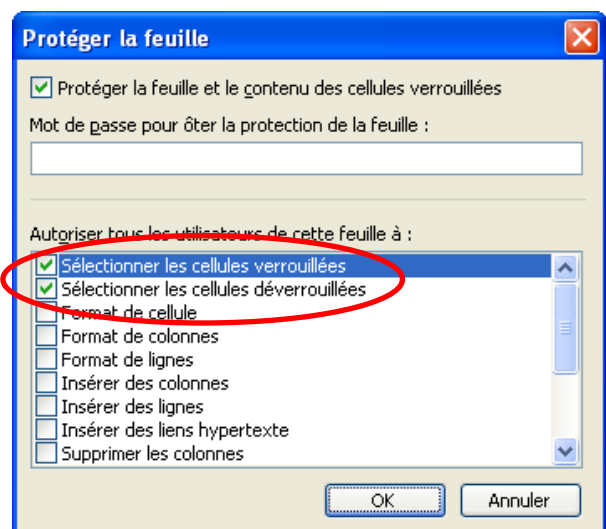 Protéger la feuille
Protéger la feuille et le contenu des cellules verrouillées
Mot de passe pour ôter la protection de la feuille :
Autoriser tous les utilisateurs de cette feuille à :
Sélectionner les cellules verrouillées
Sélectionner les cellules déverrouillées
Format de cellule
Format de colonnes
Format de lignes
Insérer des colonnes
Insérer des lignes
Insérer des liens hypertexte
Supprimer les colonnes
OK Annuler